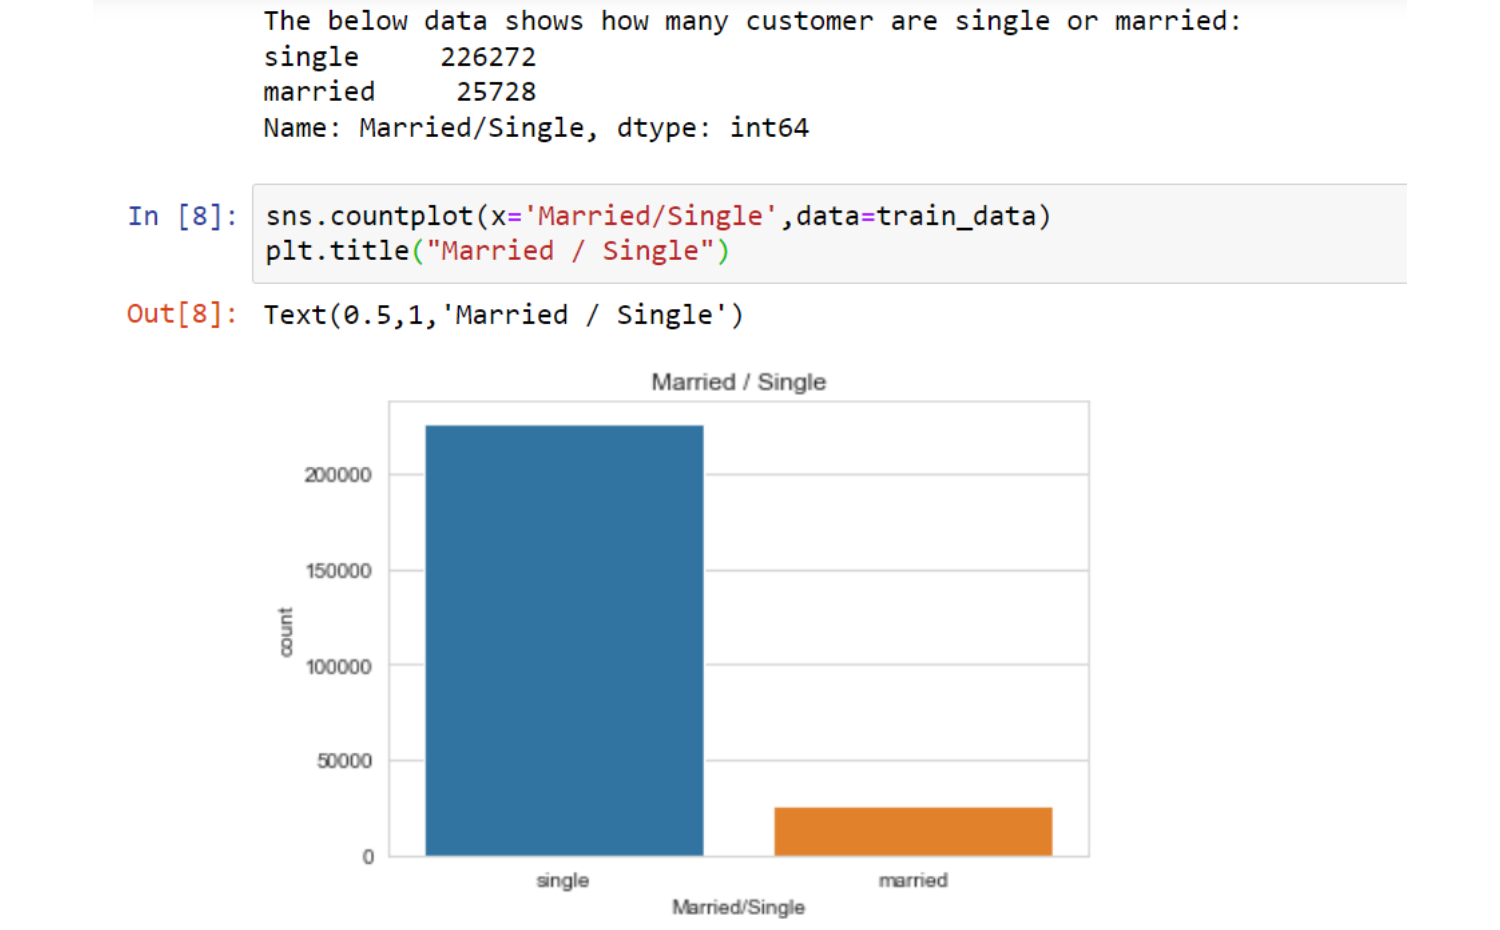 The below data shows how many customer are single or married:
single     226272
married     25728
Name: Married/Single, dtype: int64
In [8]: sns.countplot(x='Married/Single',data=train_data)
plt.title("Married / Single")
Out[8]: Text(0.5,1,'Married / Single')
Married / Single
200000
150000
100000
50000
0
count
single married
Married/Single